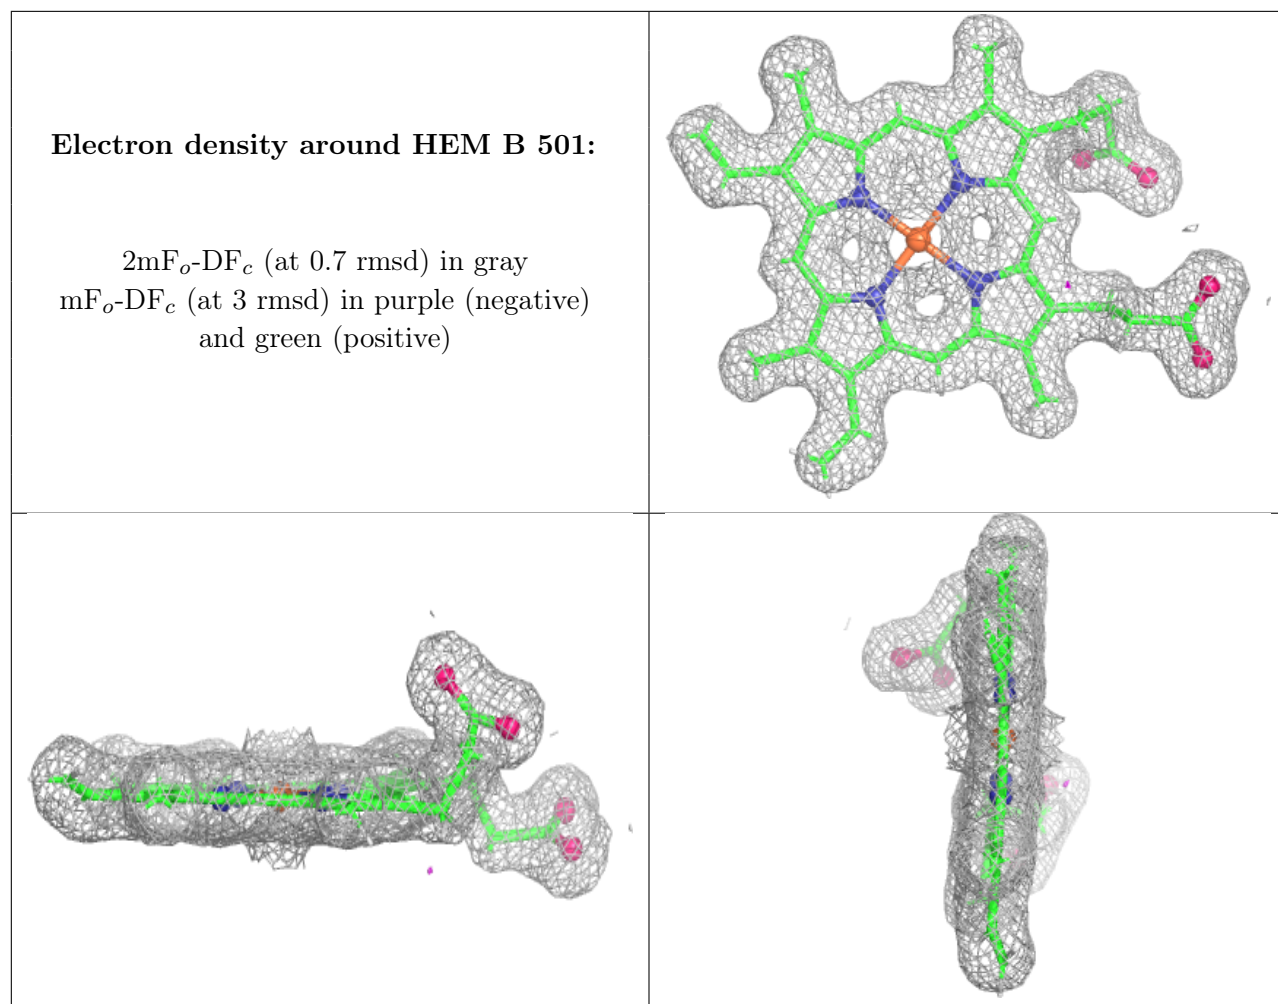 Electron density around HEM B 501:
2mFo-DFc (at 0.7 rmsd) in gray
mFo-DFc (at 3 rmsd) in purple (negative)
and green (positive)